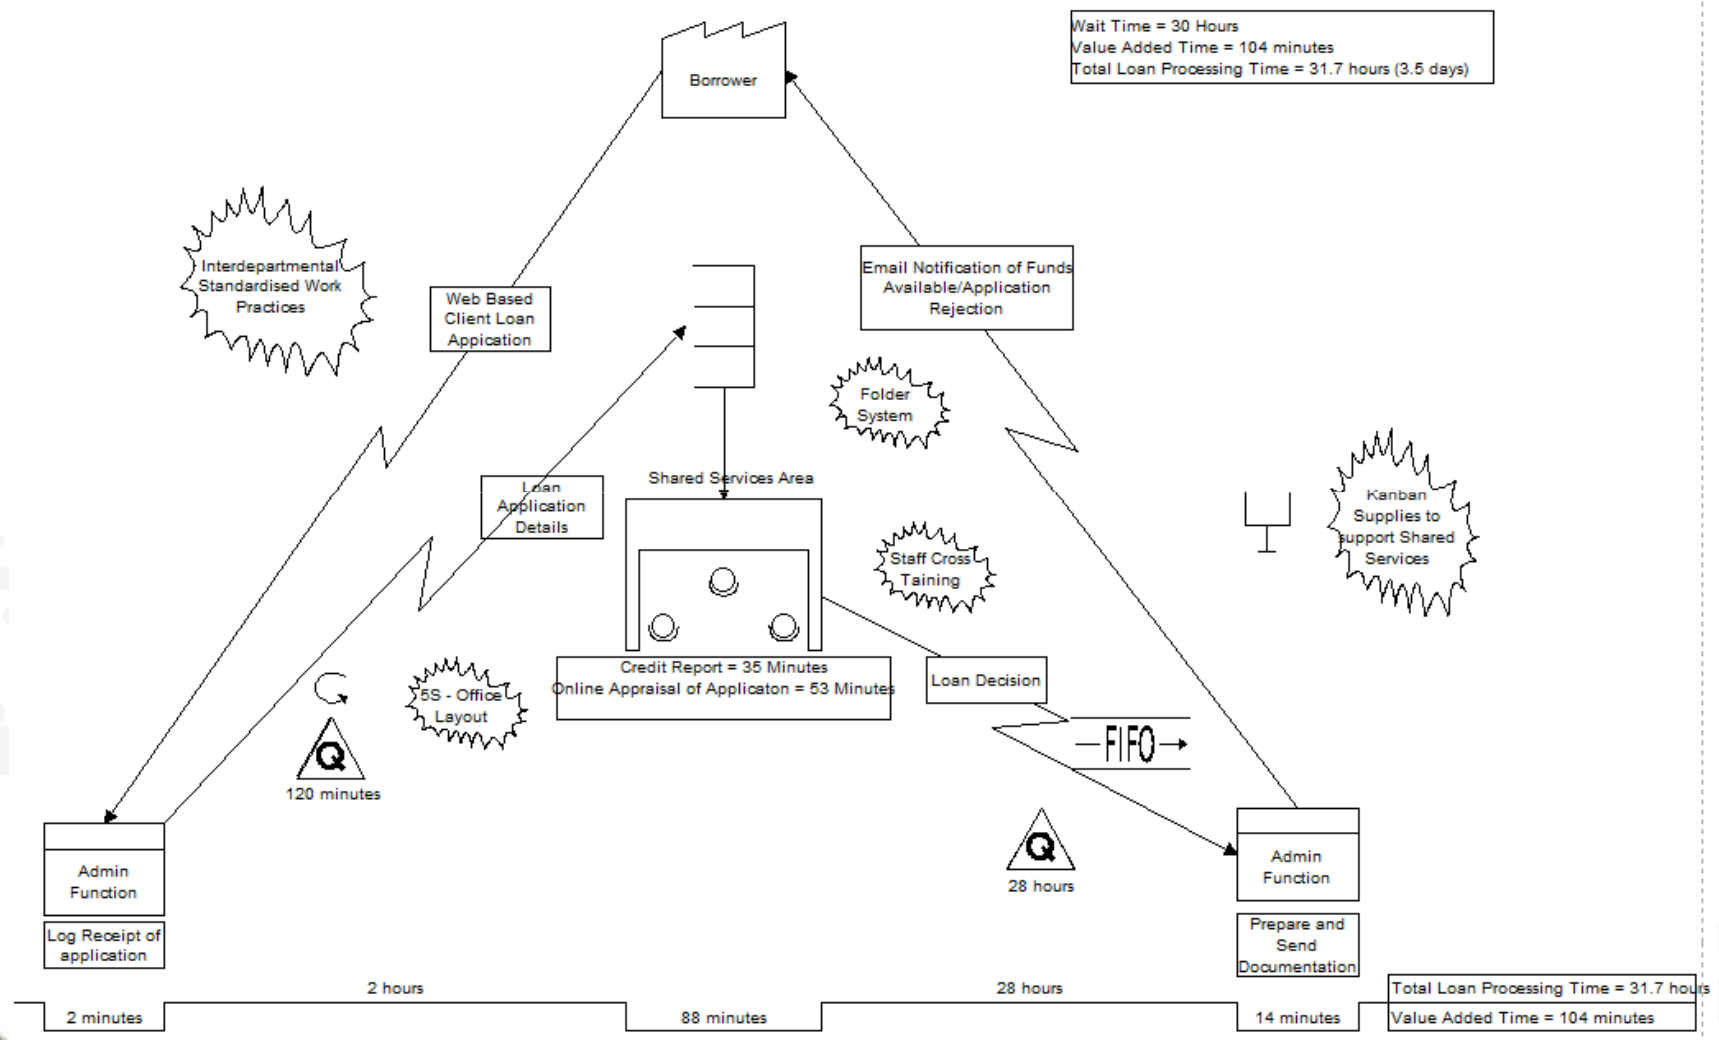 Wait Time = 30 Hours
Value Added Time = 104 minutes
Total Loan Processing Time = 31.7 hours (3.5 days)
Borrower
Interdepartmental
Standardised Work
Practices
Web Based
Client Loan
Appication
Email Notification of Funds
Available/Application
Rejection
Folder
System
Loan
Application
Details
Shared Services Area
Staff Cross
Taining
Kanban
Supplies to
support Shared
Services
5S - Office
Layout
Credit Report = 35 Minutes
Online Appraisal of Applicaton = 53 Minutes
Loan Decision
FIFO
Q
120 minutes
Q
28 hours
Admin
Function
Log Receipt of
application
Admin
Function
Prepare and
Send
Documentation
2 hours
28 hours
Total Loan Processing Time = 31.7 hours
2 minutes
88 minutes
14 minutes
Value Added Time = 104 minutes